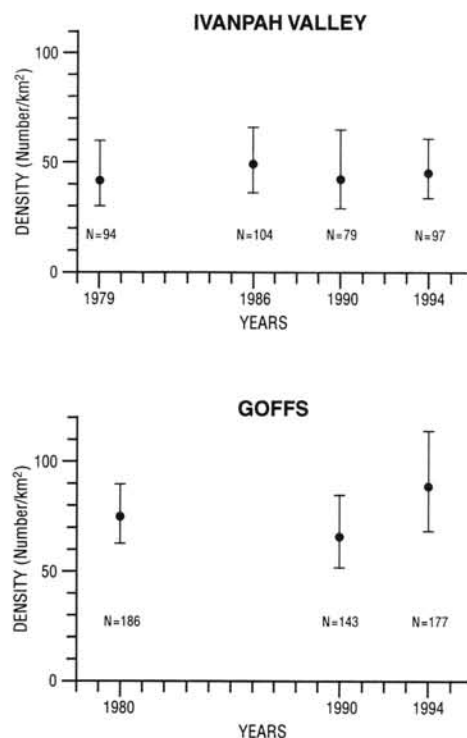 IVANPAH VALLEY
DENSITY (Number/km²)
100
50
0
N=94
N=104
N=79
N=97
1979
1986
1990
1994
YEARS
GOFFS
DENSITY (Number/km²)
100
50
0
N=186
N=143
N=177
1980
1990
1994
YEARS